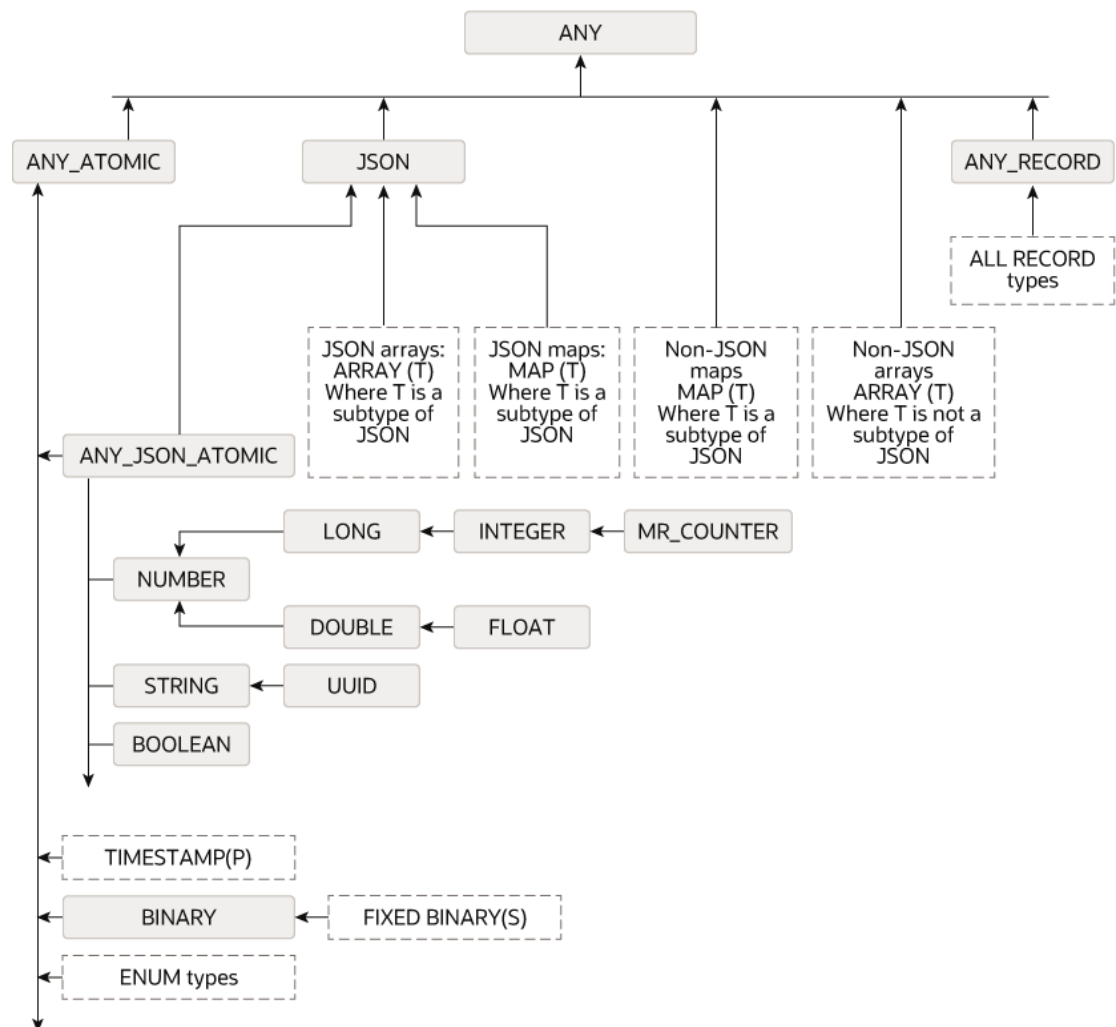 ANY
ANY_ATOMIC
JSON
ANY_RECORD
ALL RECORD
types
JSON arrays:
ARRAY (T)
Where T is a
subtype of
JSON
JSON maps:
MAP (T)
Where T is a
subtype of
JSON
Non-JSON
maps
MAP (T)
Where T is a
subtype of
JSON
Non-JSON
arrays
ARRAY (T)
Where T is not a
subtype of
JSON
ANY_JSON_ATOMIC
LONG
INTEGER
MR_COUNTER
NUMBER
DOUBLE
FLOAT
STRING
UUID
BOOLEAN
TIMESTAMP(P)
BINARY
FIXED BINARY(S)
ENUM types